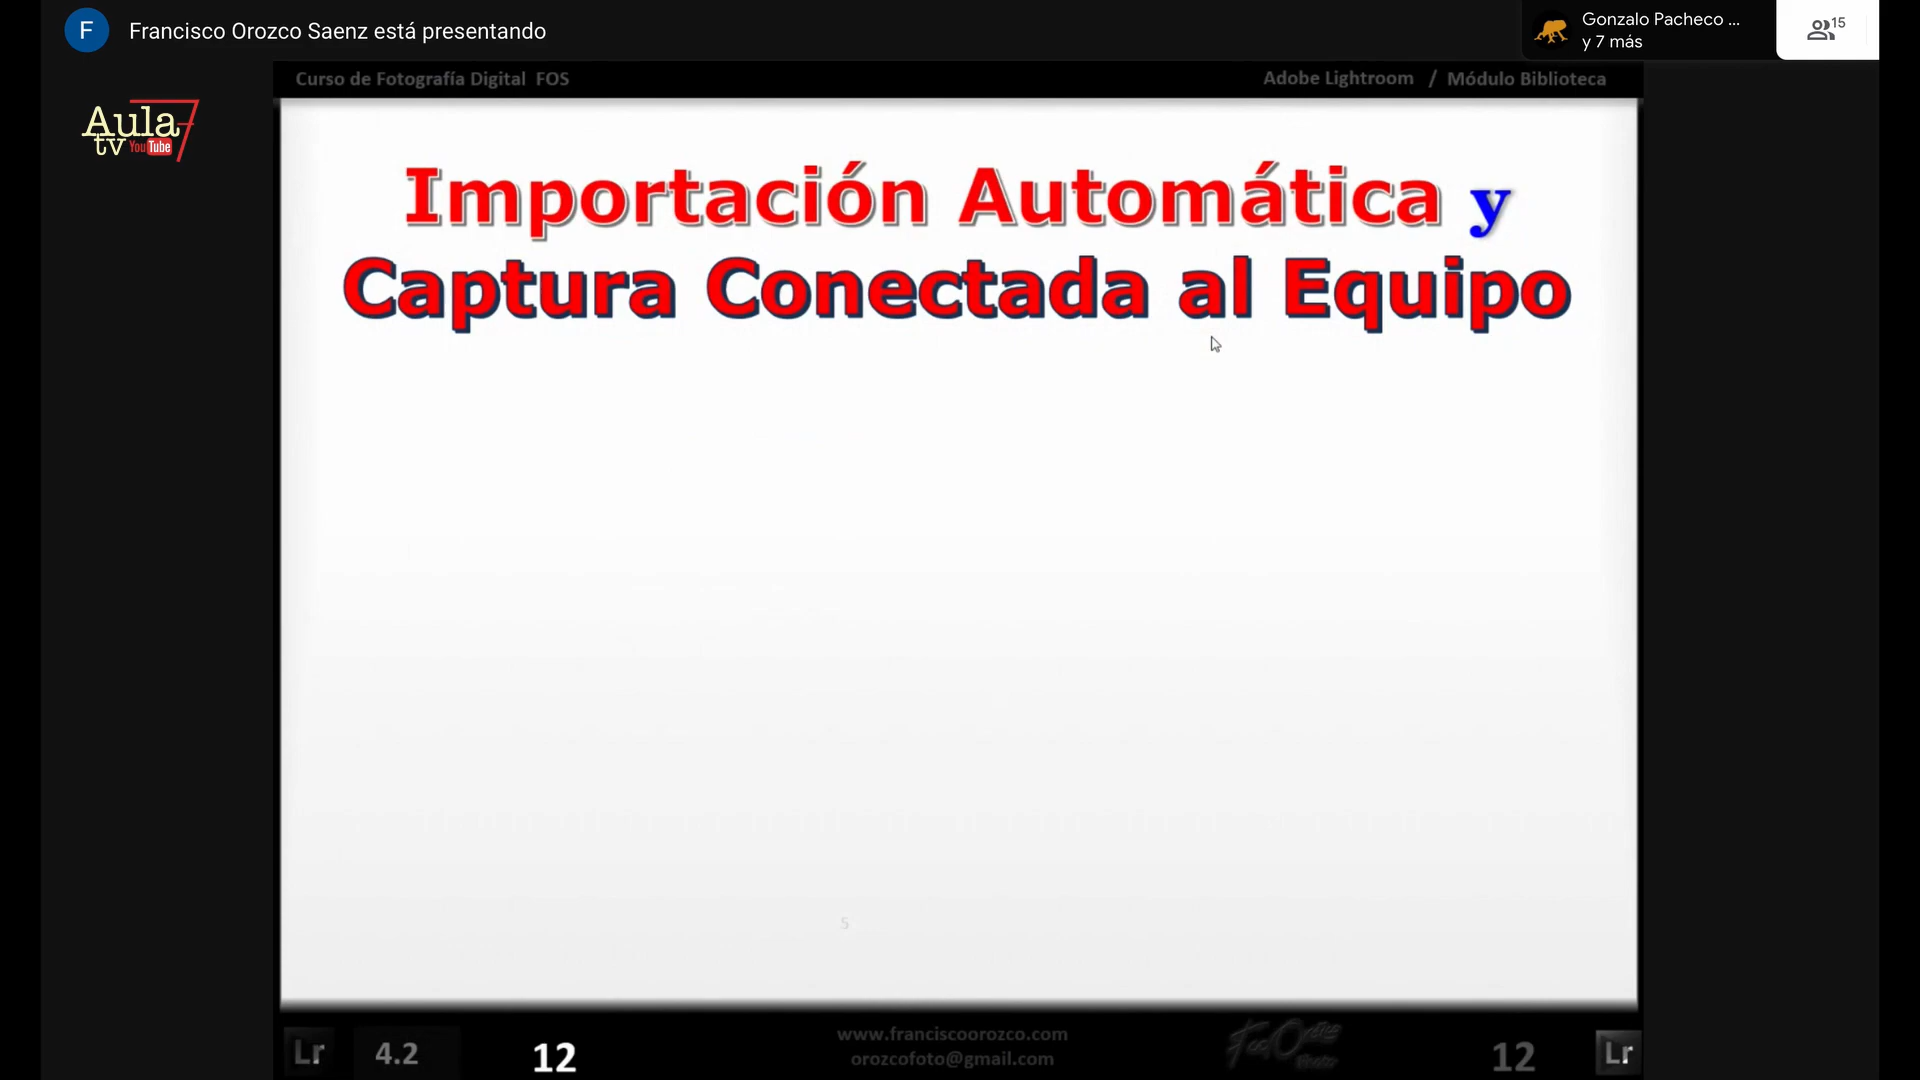 F
Francisco Orozco Saenz está presentando
Gonzalo Pacheco ...
y 7 más
15
Curso de Fotografía Digital FOS
Adobe Lightroom / Módulo Biblioteca
Aula 7
tv YouTube
Importación Automática y
Captura Conectada al Equipo
5
Lr
4.2
12
www.franciscoorozco.com
orozcofoto@gmail.com
12
Lr